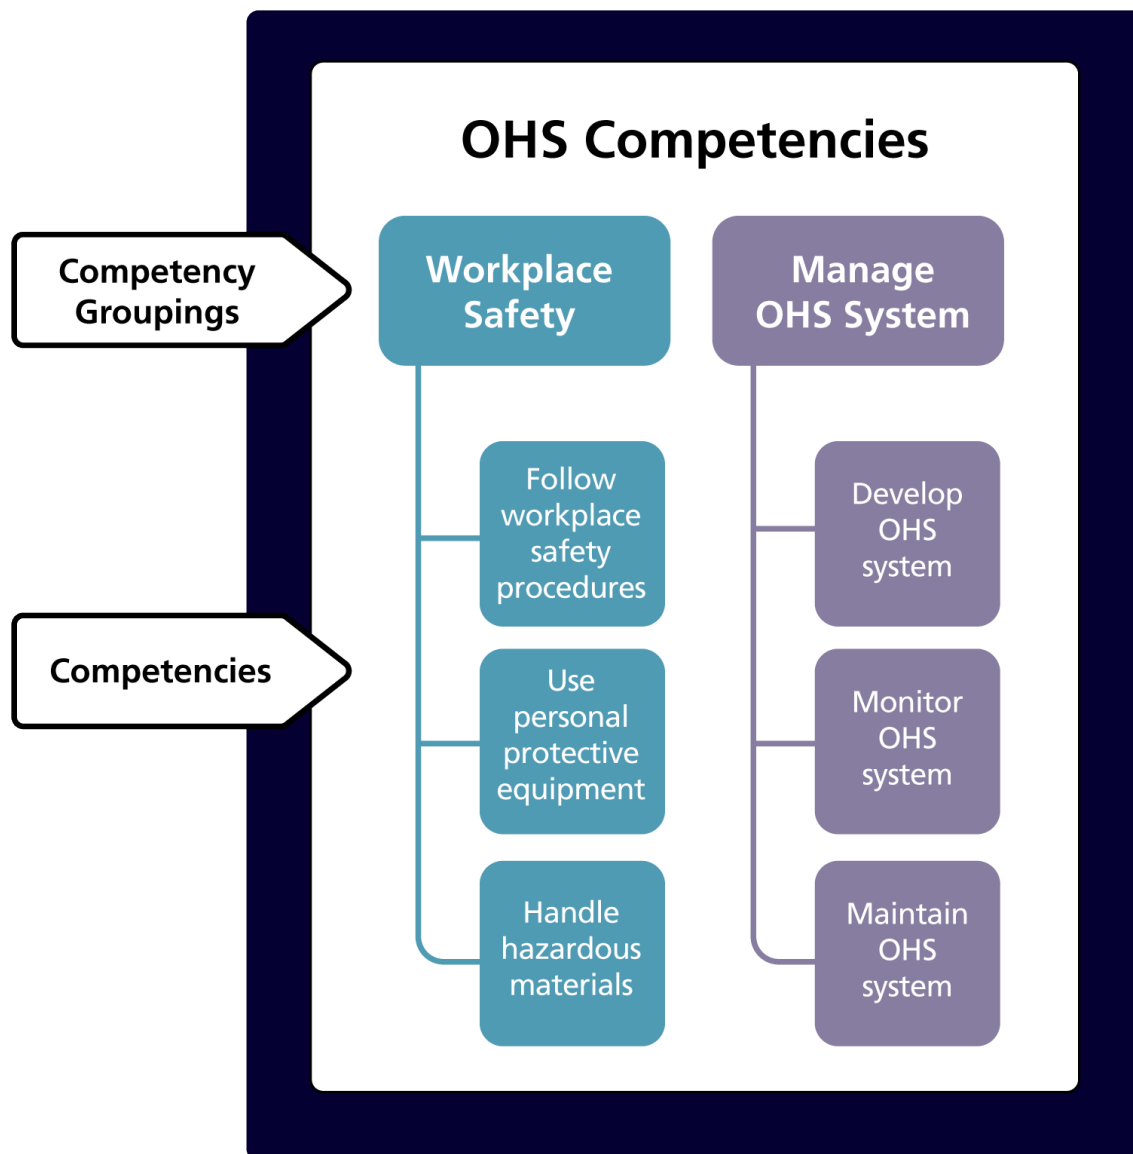 OHS Competencies
Competency
Groupings
Workplace
Safety
Manage
OHS System
Competencies
Follow
workplace
safety
procedures
Use
personal
protective
equipment
Handle
hazardous
materials
Develop
OHS
system
Monitor
OHS
system
Maintain
OHS
system